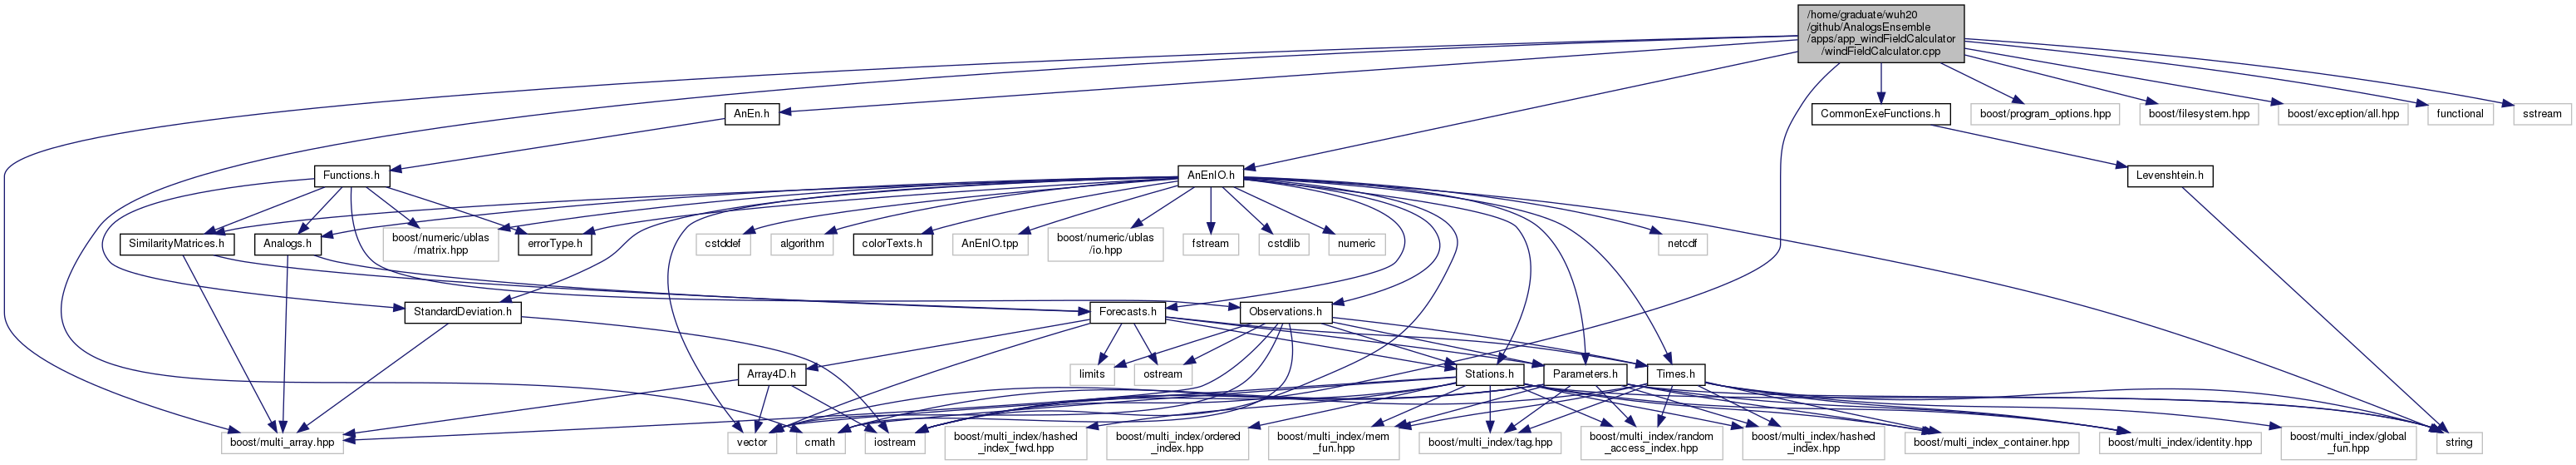 /home/graduate/wuh20
/github/AnalogsEnsemble
/apps/app_windFieldCalculator
/windFieldCalculator.cpp
AnEn.h
CommonExeFunctions.h
boost/program_options.hpp
boost/filesystem.hpp
boost/exception/all.hpp
functional
sstream
Functions.h
AnEnIO.h
Levenshtein.h
SimilarityMatrices.h
Analogs.h
boost/numeric/ublas
/matrix.hpp
errorType.h
cstddef
algorithm
colorTexts.h
AnEnIO.tpp
boost/numeric/ublas
/io.hpp
fstream
cstdlib
numeric
netcdf
StandardDeviation.h
Forecasts.h
Observations.h
Array4D.h
limits
ostream
Stations.h
Parameters.h
Times.h
boost/multi_array.hpp
vector
cmath
iostream
boost/multi_index/hashed
_index_fwd.hpp
boost/multi_index/ordered
_index.hpp
boost/multi_index/mem
_fun.hpp
boost/multi_index/tag.hpp
boost/multi_index/random
_access_index.hpp
boost/multi_index/hashed
_index.hpp
boost/multi_index_container.hpp
boost/multi_index/identity.hpp
boost/multi_index/global
_fun.hpp
string